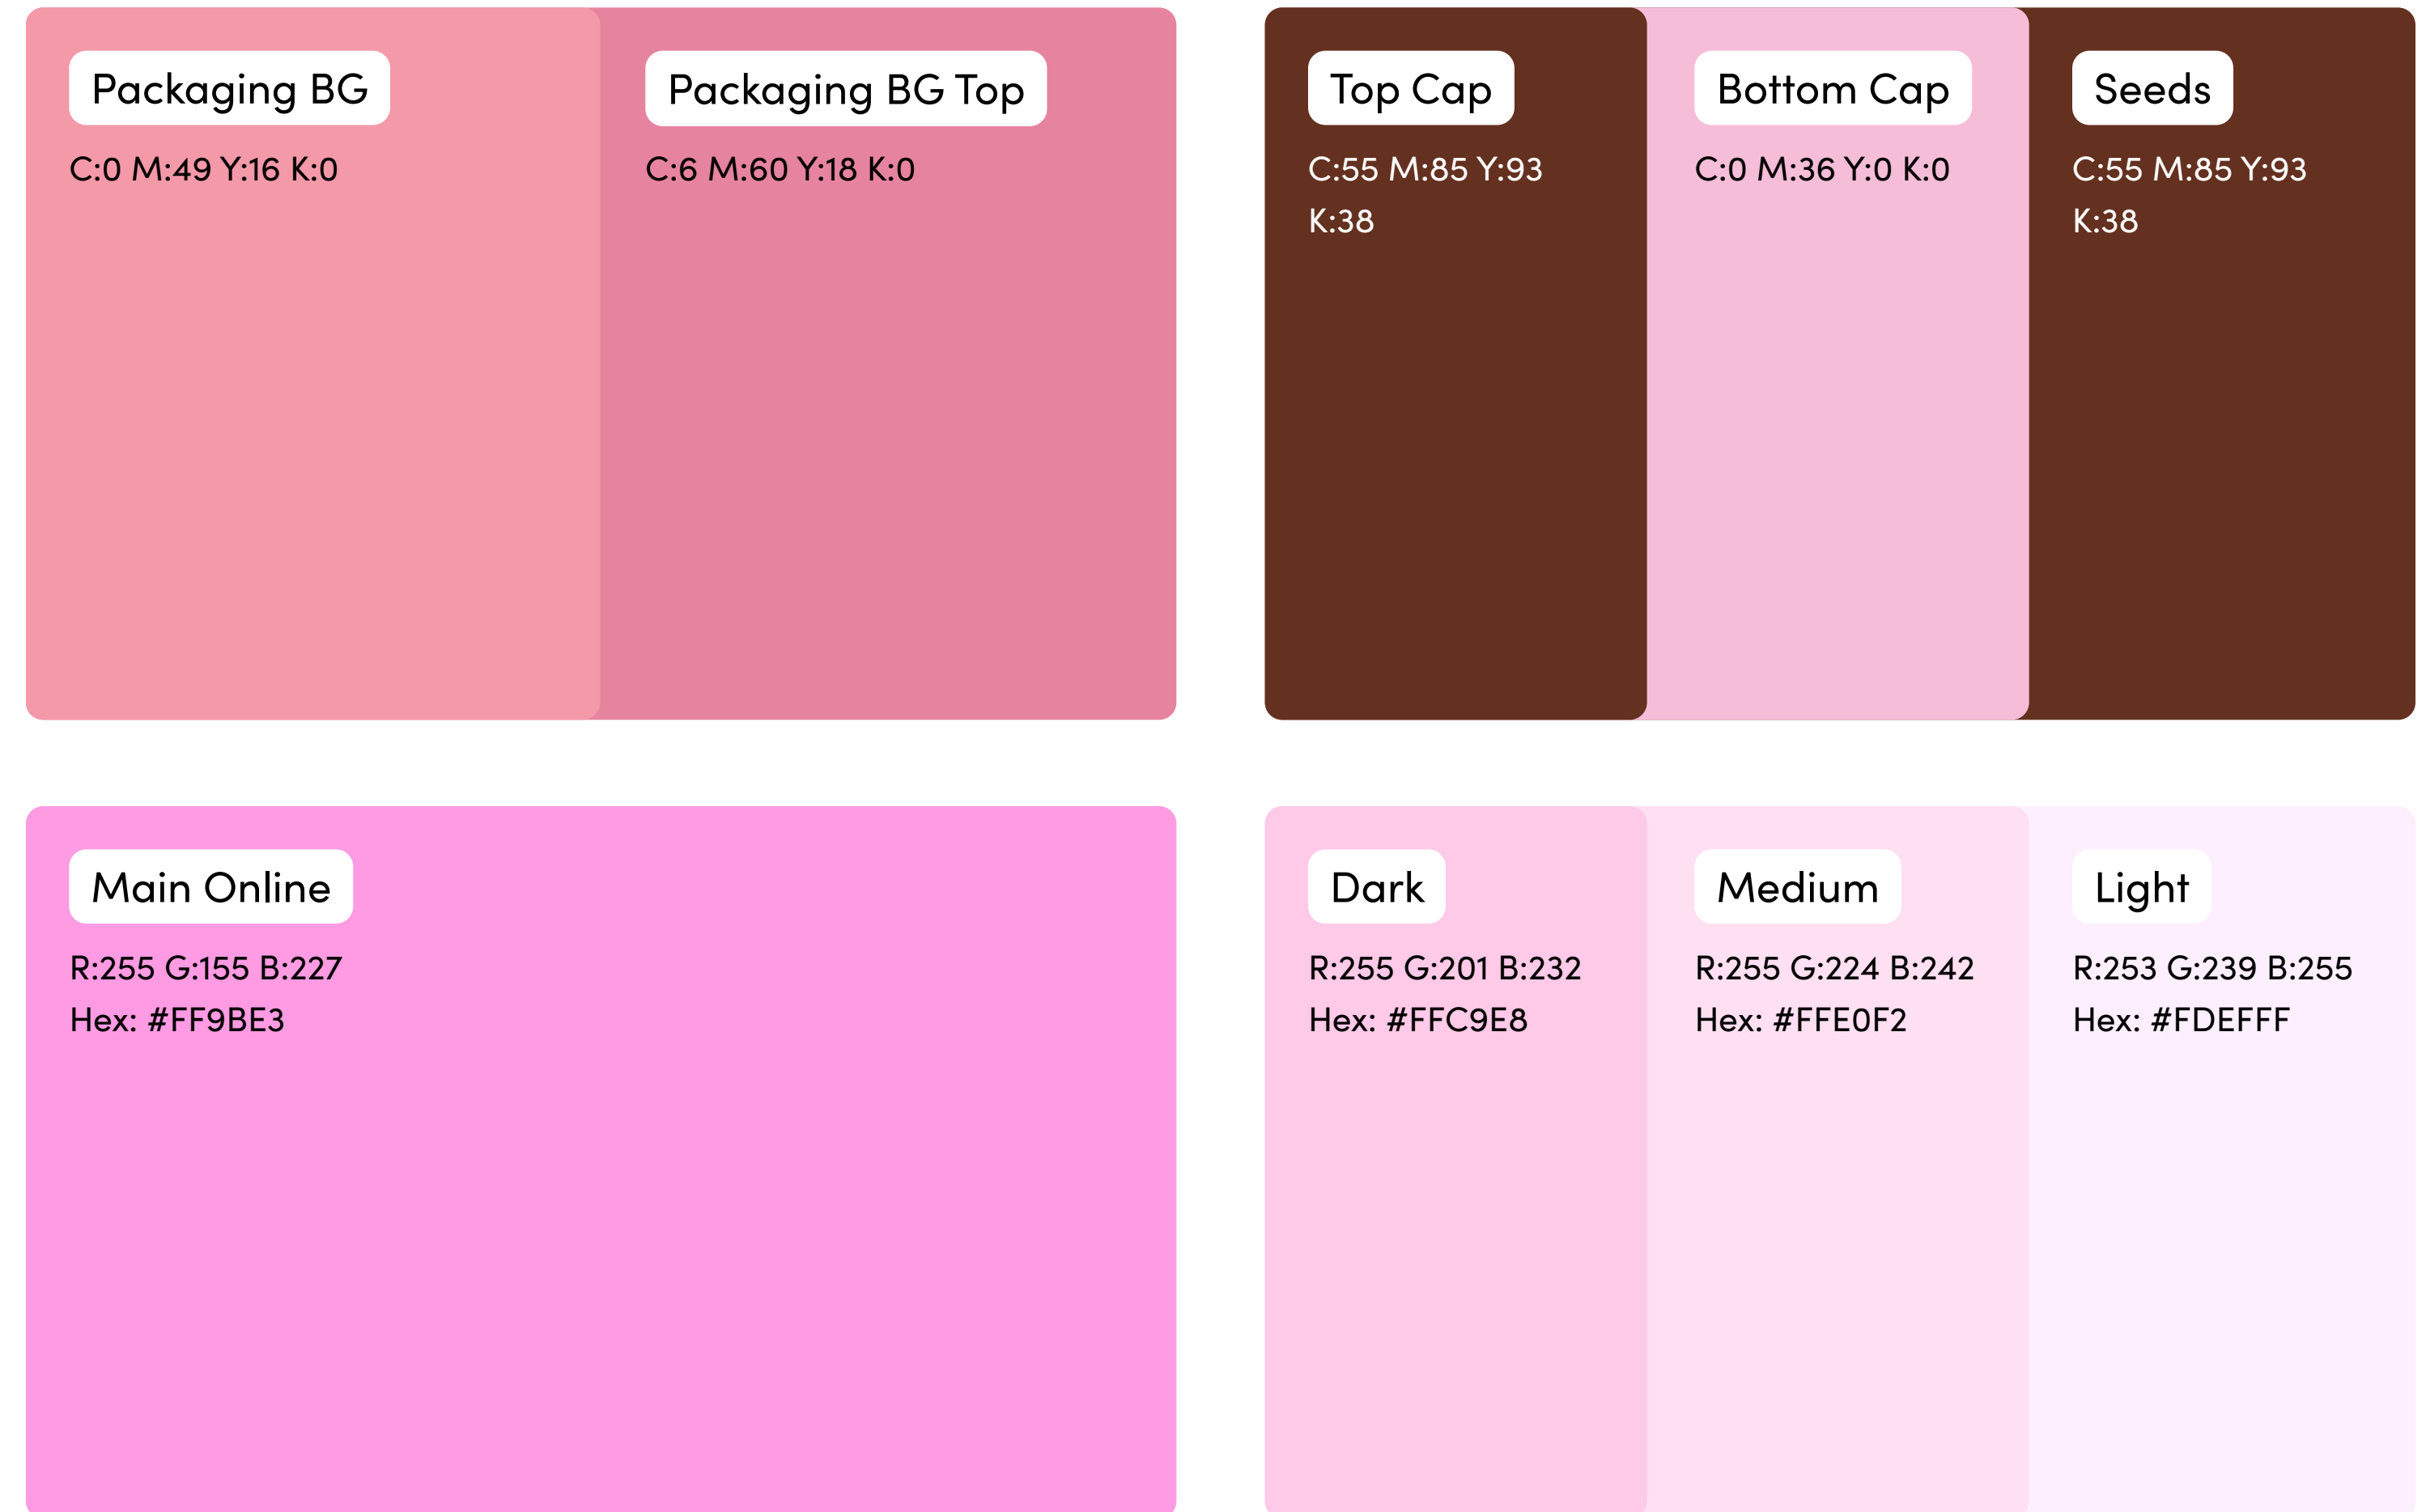 Packaging BG
C:0 M:49 Y:16 K:0
Packaging BG Top
C:6 M:60 Y:18 K:0
Top Cap
C:55 M:85 Y:93
K:38
Bottom Cap
C:0 M:36 Y:0 K:0
Seeds
C:55 M:85 Y:93
K:38
Main Online
R:255 G:155 B:227
Hex: #FF9BE3
Dark
R:255 G:201 B:232
Hex: #FFC9E8
Medium
R:255 G:224 B:242
Hex: #FFE0F2
Light
R:253 G:239 B:255
Hex: #FDEFFF